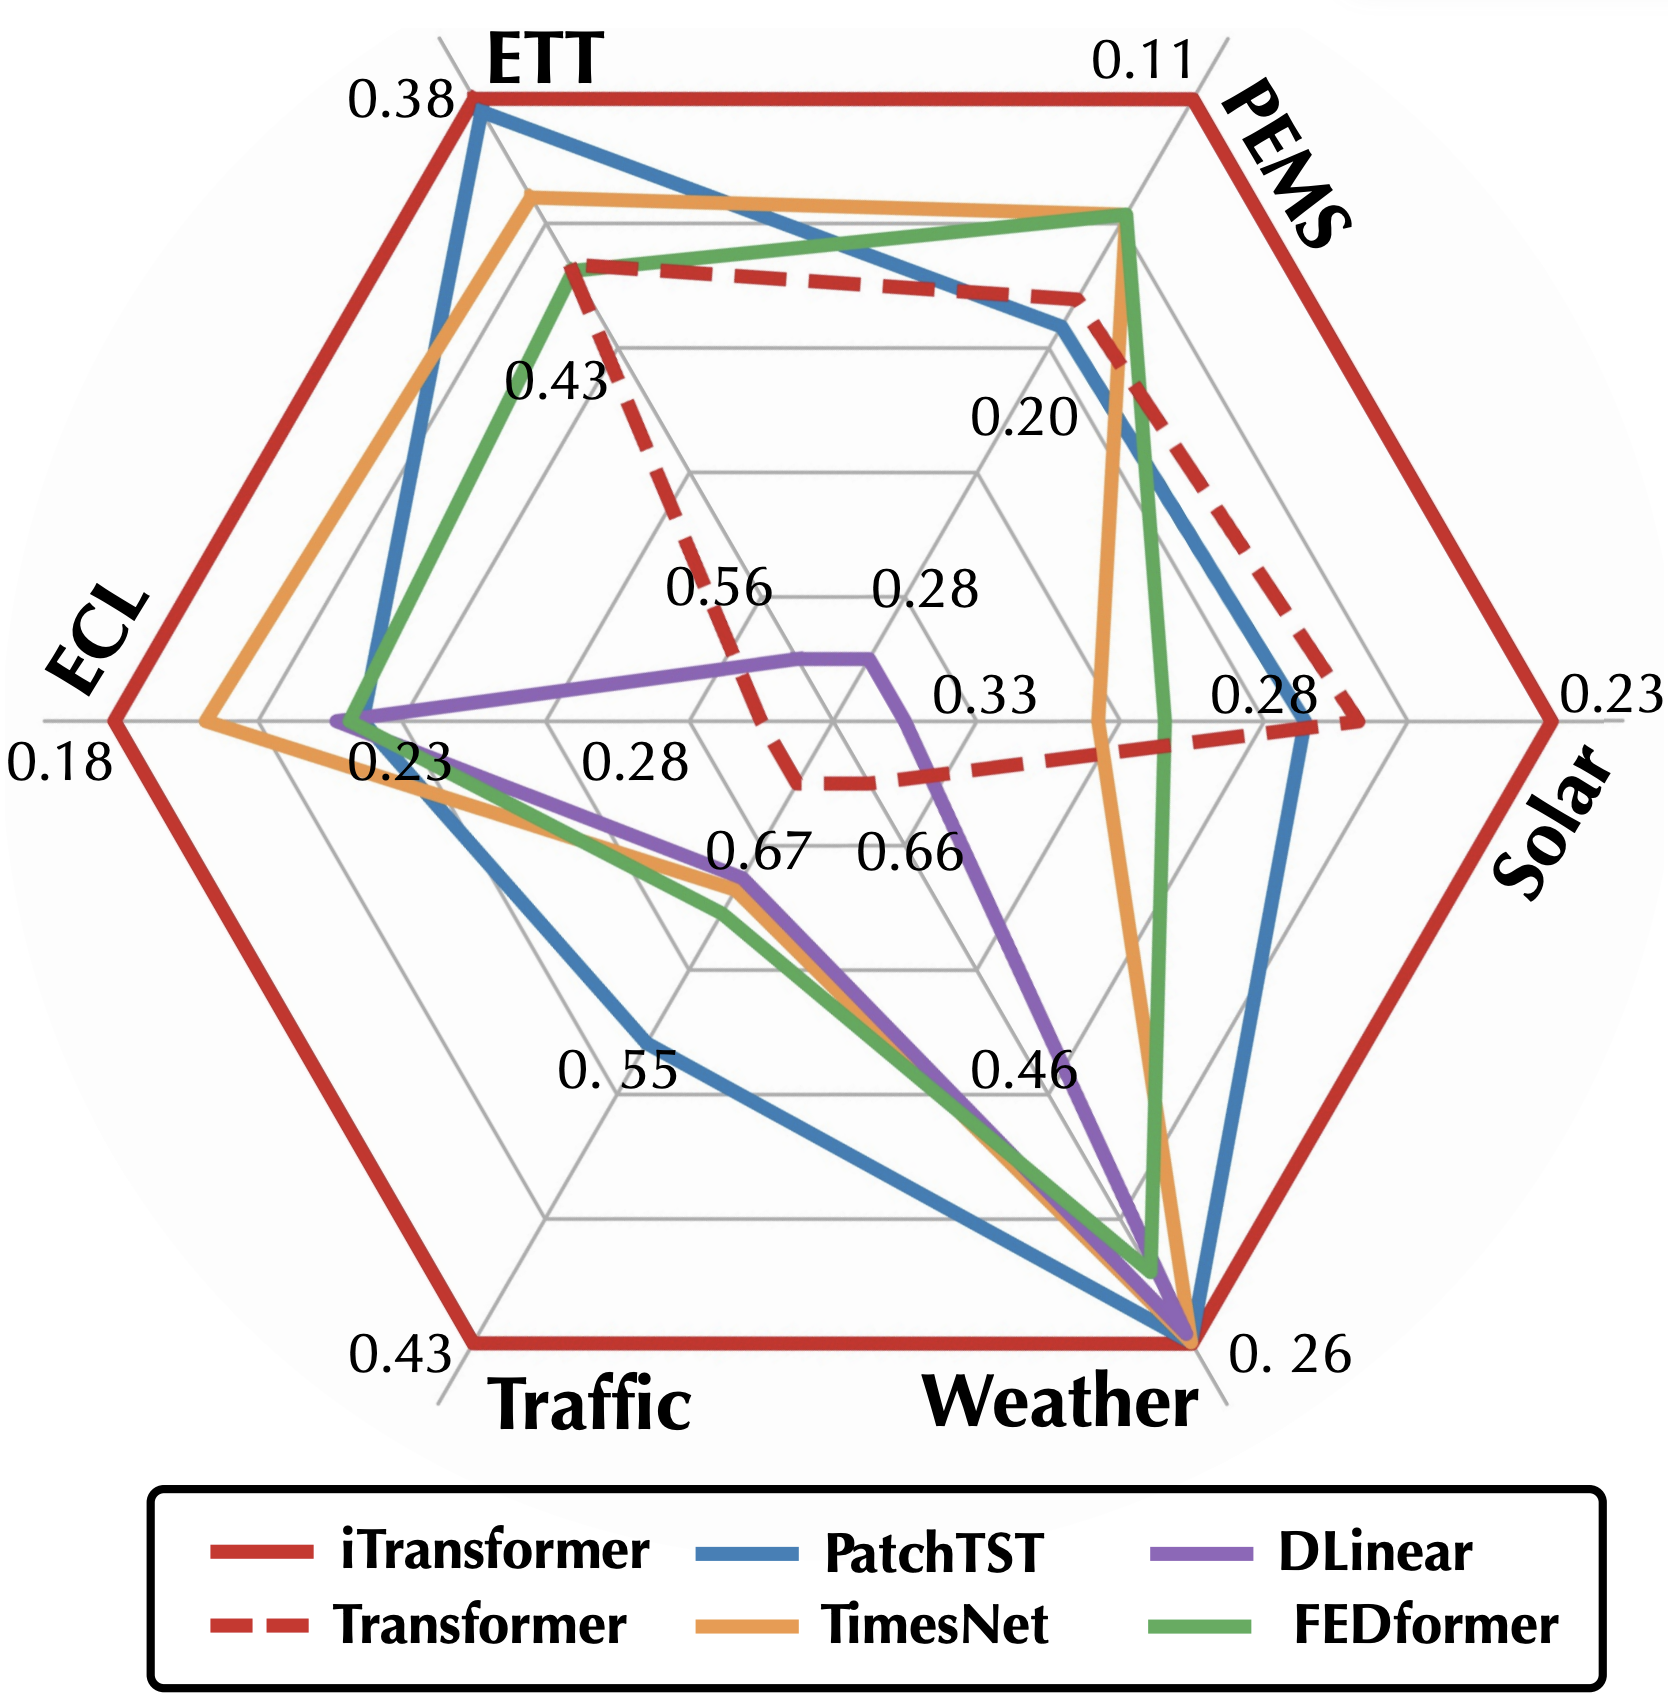 ETT
0.11
0.38
PEMS
0.43
0.20
0.56
0.28
ECL
0.33
0.28
0.23
0.18
0.23
0.28
Solar
0.67
0.66
0. 55
0.46
0.43
0. 26
Traffic
Weather
iTransformer
PatchTST
DLinear
Transformer
TimesNet
FEDformer